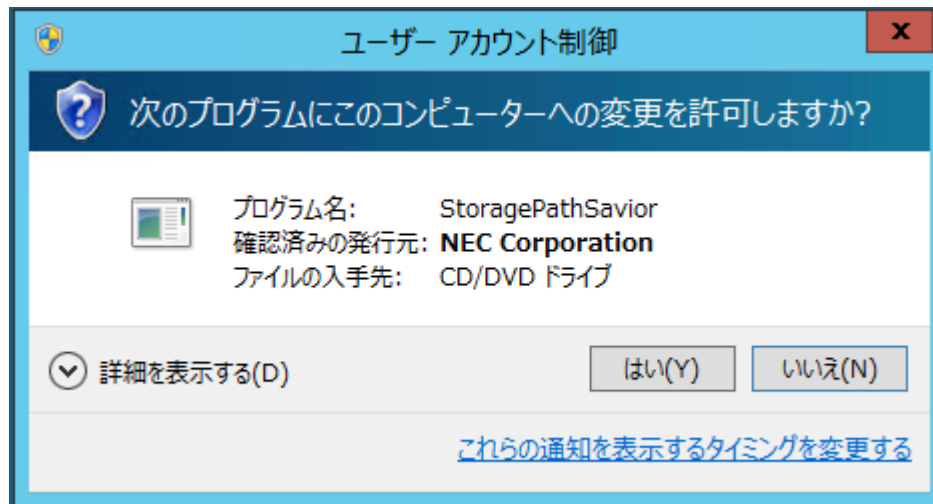 ユーザー アカウント制御
x
次のプログラムにこのコンピューターへの変更を許可しますか?
プログラム名: StoragePathSavior
確認済みの発行元: NEC Corporation
ファイルの入手先: CD/DVD ドライブ
詳細を表示する(D)
はい(Y) いいえ(N)
これらの通知を表示するタイミングを変更する